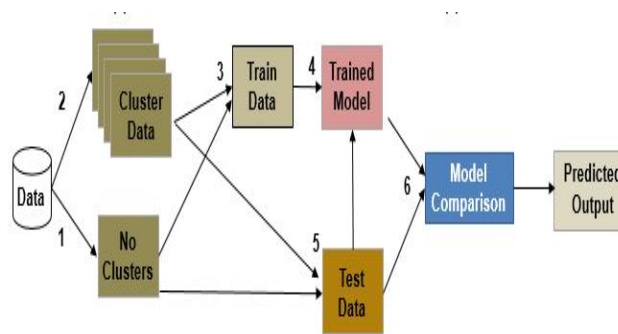 2
Cluster
Data
3
Train
Data
4
Trained
Model
Data
1
No
Clusters
5
Test
Data
6
Model
Comparison
Predicted
Output